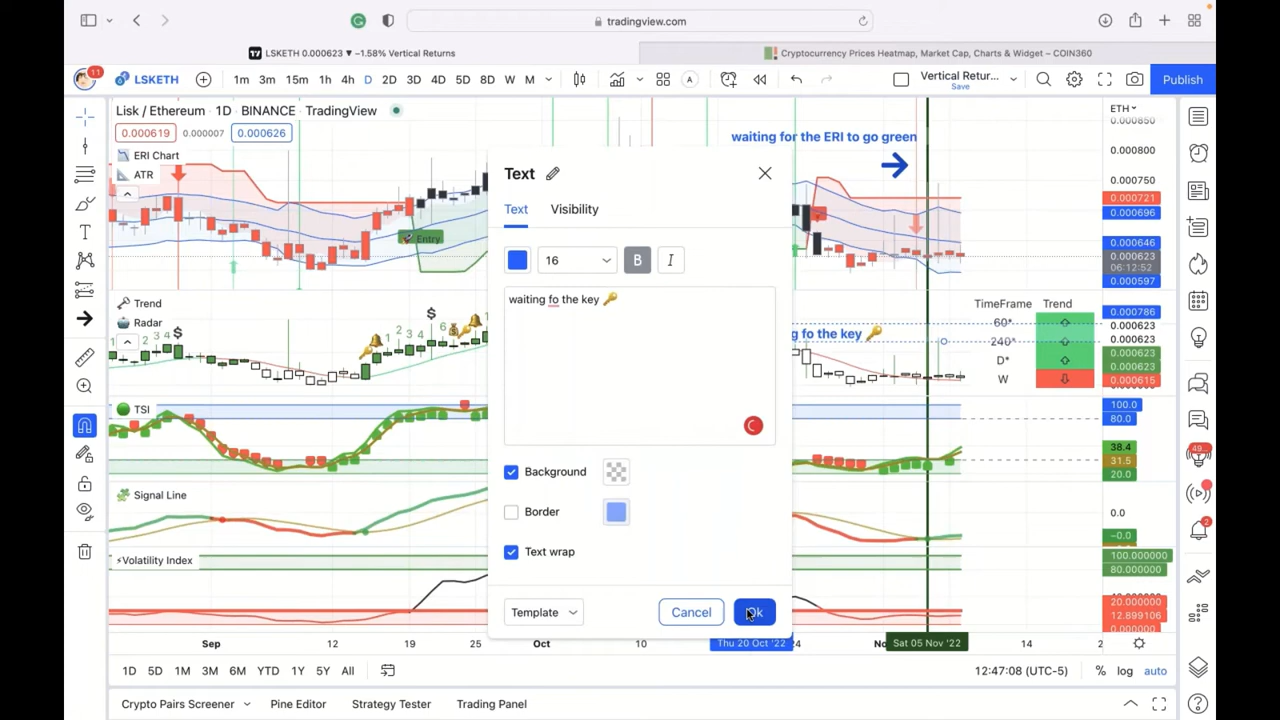 tradingview.com
LSKETH 0.000623 ▼ −1.58% Vertical Returns
Cryptocurrency Prices Heatmap, Market Cap, Charts & Widget – COIN360
11
LSKETH
1m 3m 15m 1h 4h D 2D 3D 4D 5D 8D W M
A
Vertical Retur...
Save
Publish
Lisk / Ethereum • 1D • BINANCE • TradingView
ETH
0.000619
0.000007
0.000626
ERI Chart
ATR
Entry
waiting for the ERI to go green
0.000850
0.000800
0.000750
0.000721
0.000696
0.000646
0.000623
06:12:52
0.000597
Text
Text
Visibility
16
B
I
waiting fo the key 🔑
Background
Border
Text wrap
Template
Cancel
Ok
Trend
Radar
g fo the key 🔑
TimeFrame Trend
60*
240*
D*
W
0.000786
0.000623
0.000623
0.000623
0.000623
0.000615
TSI
100.0
80.0
38.4
31.5
20.0
Signal Line
0.0
−0.0
⚡Volatility Index
100.000000
80.000000
20.000000
12.899106
0.000000
Sep
12
19
25
Oct
10
Thu 20 Oct '22
24
Sat 05 Nov '22
14
2
1D 5D 1M 3M 6M YTD 1Y 5Y All
12:47:08 (UTC-5)
%
log
auto
Crypto Pairs Screener
Pine Editor
Strategy Tester
Trading Panel